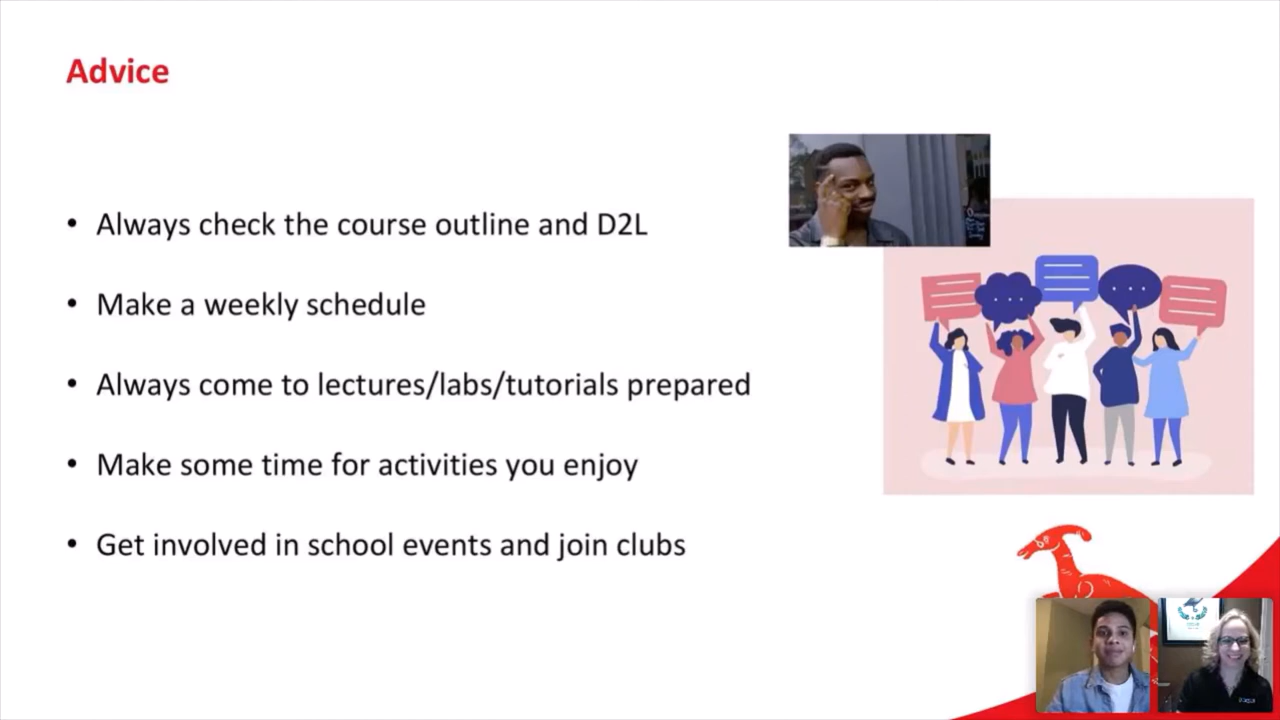 Advice
• Always check the course outline and D2L
• Make a weekly schedule
• Always come to lectures/labs/tutorials prepared
• Make some time for activities you enjoy
• Get involved in school events and join clubs